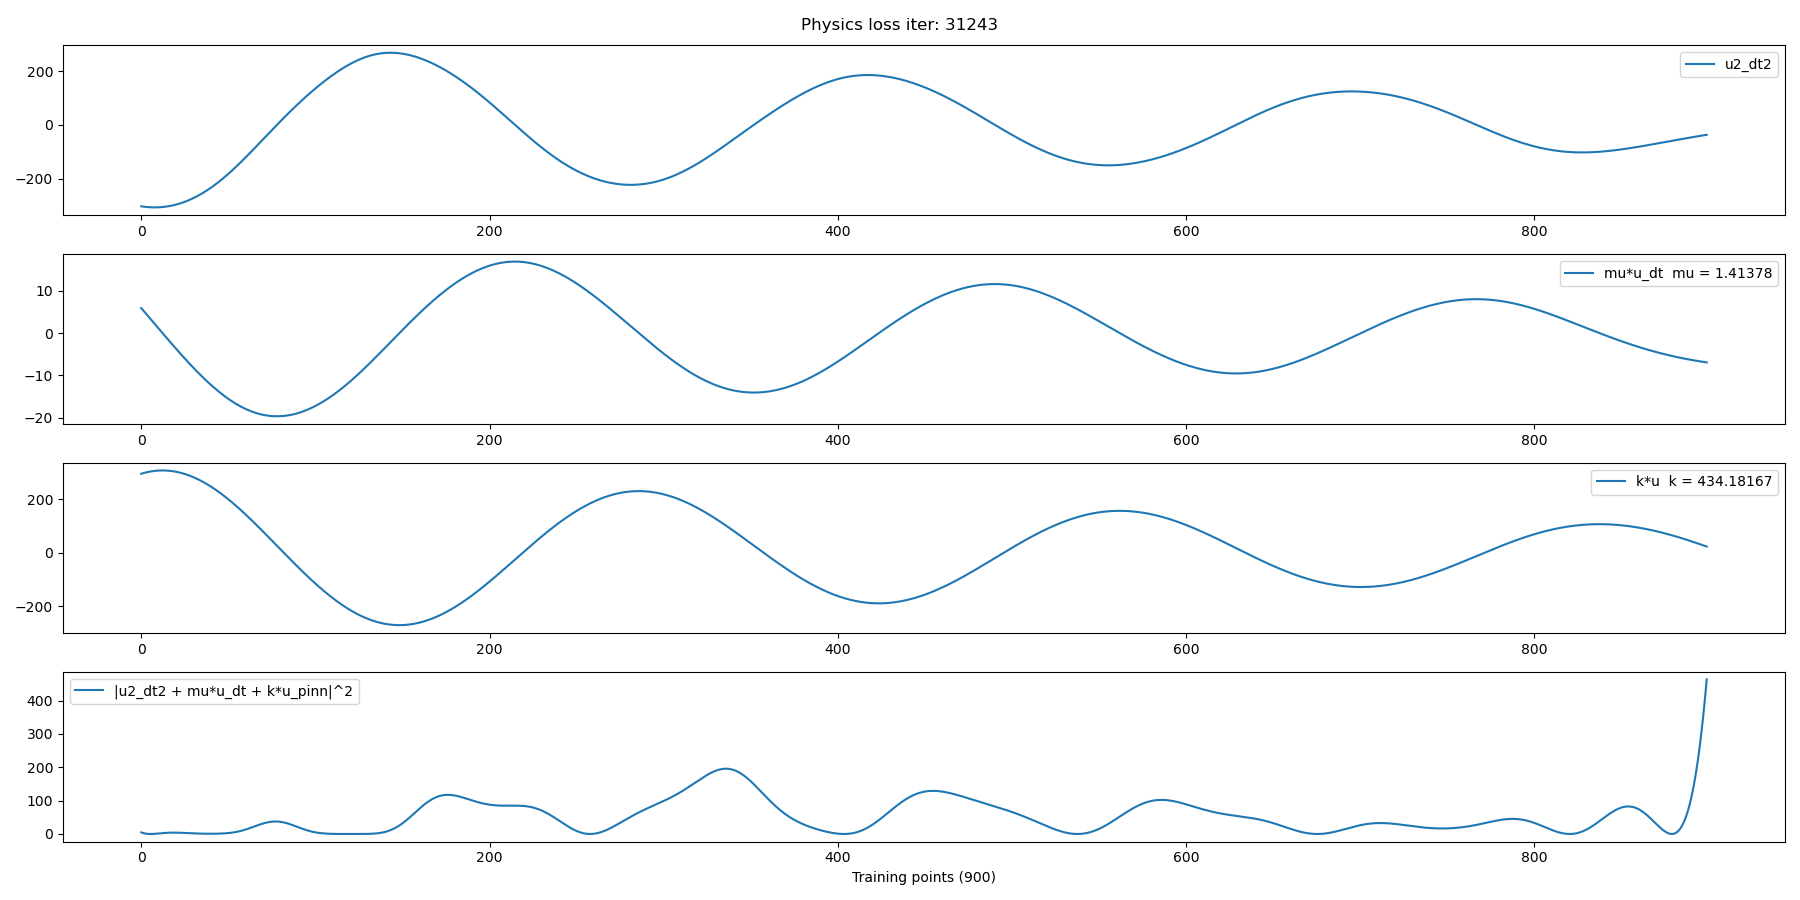 Physics loss iter: 31243
200
0
−200
u2_dt2
0 200 400 600 800
10
0
−10
−20
mu*u_dt  mu = 1.41378
0 200 400 600 800
200
0
−200
k*u  k = 434.18167
0 200 400 600 800
400
300
200
100
0
|u2_dt2 + mu*u_dt + k*u_pinn|^2
0 200 400 600 800
Training points (900)